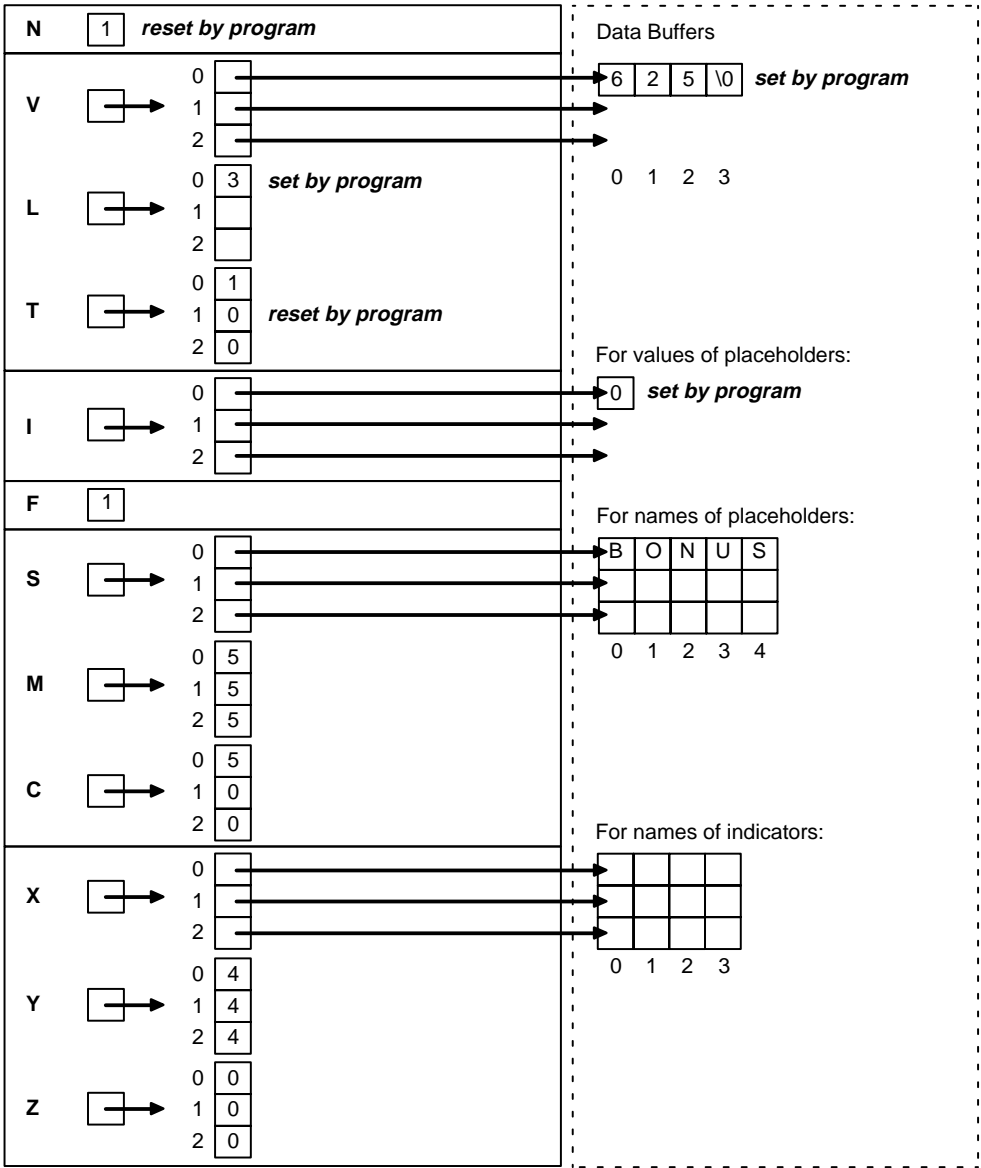 N 1 reset by program
Data Buffers
0 6 2 5 \0 set by program
V 1
2
0 3 set by program 0 1 2 3
L 1
2
0 1
T 1 0 reset by program
2 0
For values of placeholders:
0 0 set by program
I 1
2
F 1
For names of placeholders:
0 B O N U S
S 1
2
0 1 2 3 4
0 5
M 1 5
2 5
0 5
C 1 0
2 0
For names of indicators:
0
X 1
2
0 1 2 3
0 4
Y 1 4
2 4
0 0
Z 1 0
2 0